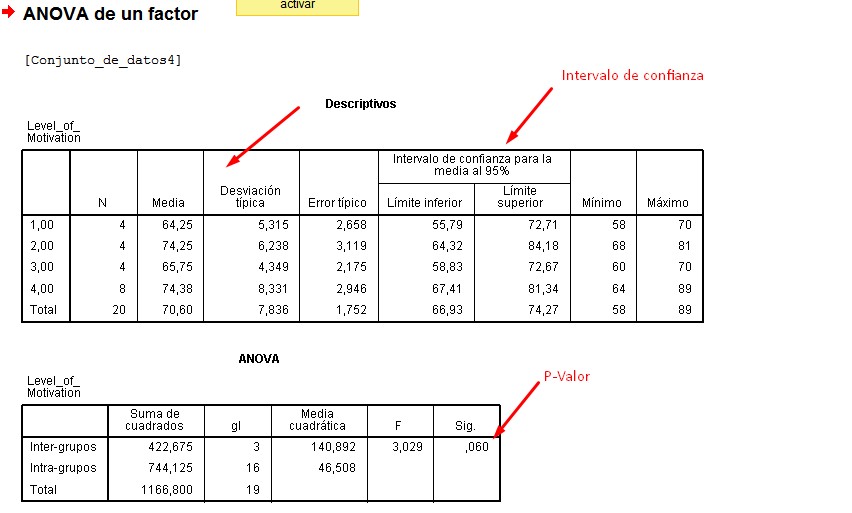 activar
ANOVA de un factor
[Conjunto_de_datos4]
Intervalo de confianza
Descriptivos
Level_of_
Motivation
Intervalo de confianza para la
media al 95%
N Media Desviación típica Error típico Límite inferior Límite superior Mínimo Máximo
1,00 4 64,25 5,315 2,658 55,79 72,71 58 70
2,00 4 74,25 6,238 3,119 64,32 84,18 68 81
3,00 4 65,75 4,349 2,175 58,83 72,67 60 70
4,00 8 74,38 8,331 2,946 67,41 81,34 64 89
Total 20 70,60 7,836 1,752 66,93 74,27 58 89
ANOVA
P-Valor
Level_of_
Motivation
Suma de cuadrados gl Media cuadrática F Sig.
Inter-grupos 422,675 3 140,892 3,029 ,060
Intra-grupos 744,125 16 46,508
Total 1166,800 19